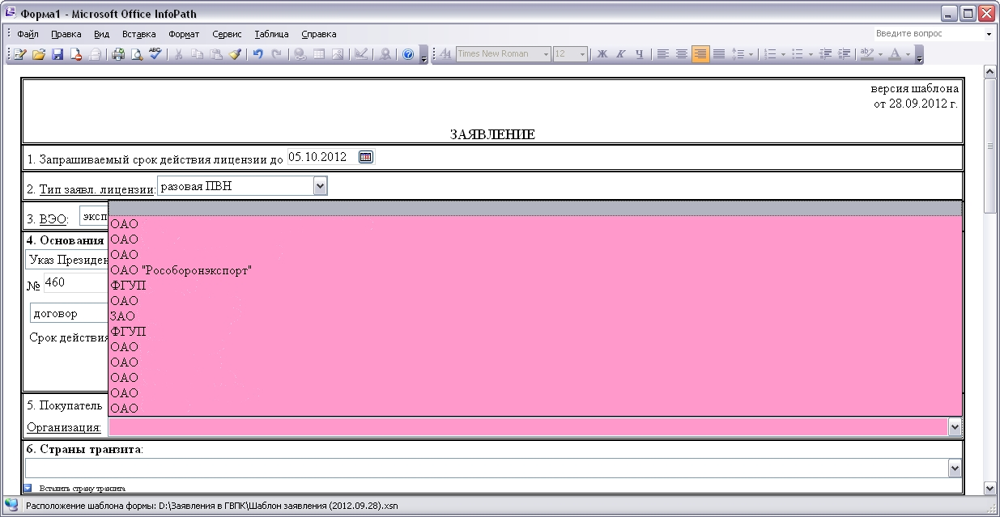 Форма1 - Microsoft Office InfoPath
Файл Правка Вид Вставка Формат Сервис Таблица Справка
Введите вопрос
Times New Roman 12 Ж К Ч
версия шаблона
от 28.09.2012 г.
ЗАЯВЛЕНИЕ
1. Запрашиваемый срок действия лицензии до 05.10.2012
2. Тип заявл. лицензии: разовая ПВН
3. ВЭО: эксп
4. Основания
Указ Президен
№ 460
договор
Срок действия
ОАО
ОАО
ОАО
ОАО "Рособоронэкспорт"
ФГУП
ОАО
ЗАО
ФГУП
ОАО
ОАО
ОАО
ОАО
ОАО
5. Покупатель
Организация:
6. Страны транзита:
Вставить страну транзита
Расположение шаблона формы: D:\Заявления в ГВПК\Шаблон заявления (2012.09.28).xsn